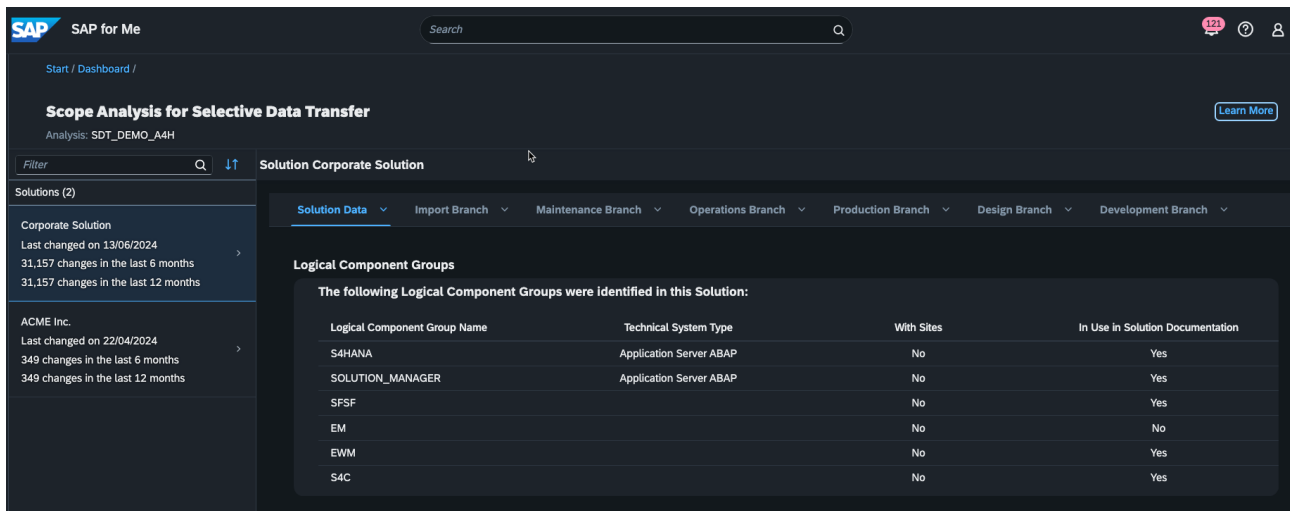 SAP SAP for Me
Search
121
Start / Dashboard /
Scope Analysis for Selective Data Transfer
Learn More
Analysis: SDT_DEMO_A4H
Filter
Solutions (2)
Corporate Solution
Last changed on 13/06/2024
31,157 changes in the last 6 months
31,157 changes in the last 12 months
ACME Inc.
Last changed on 22/04/2024
349 changes in the last 6 months
349 changes in the last 12 months
Solution Corporate Solution
Solution Data Import Branch Maintenance Branch Operations Branch Production Branch Design Branch Development Branch
Logical Component Groups
The following Logical Component Groups were identified in this Solution:
Logical Component Group Name Technical System Type With Sites In Use in Solution Documentation
S4HANA Application Server ABAP No Yes
SOLUTION_MANAGER Application Server ABAP No Yes
SFSF No Yes
EM No No
EWM No Yes
S4C No Yes